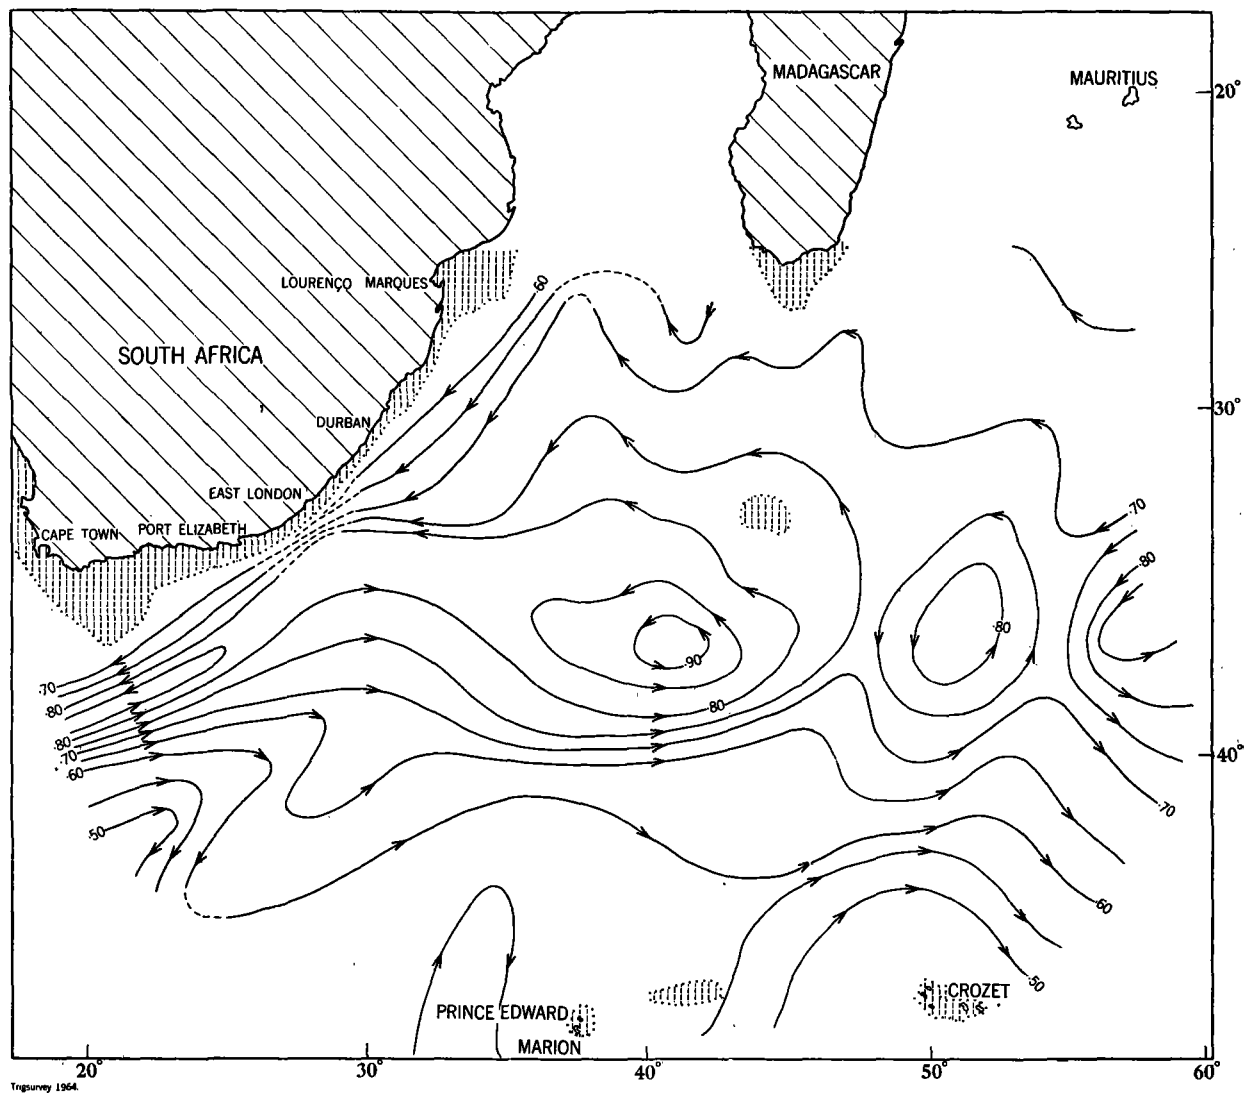 MADAGASCAR
MAURITIUS
20°
LOURENÇO MARQUES
60
SOUTH AFRICA
30°
DURBAN
EAST LONDON
PORT ELIZABETH
CAPE TOWN
·70
·80
·80
·90
·70
·80
·80
·80
·70
·60
40°
·70
·50
·60
·50
CROZET
PRINCE EDWARD
MARION
20°
30°
40°
50°
60°
Trigsurvey 1964.